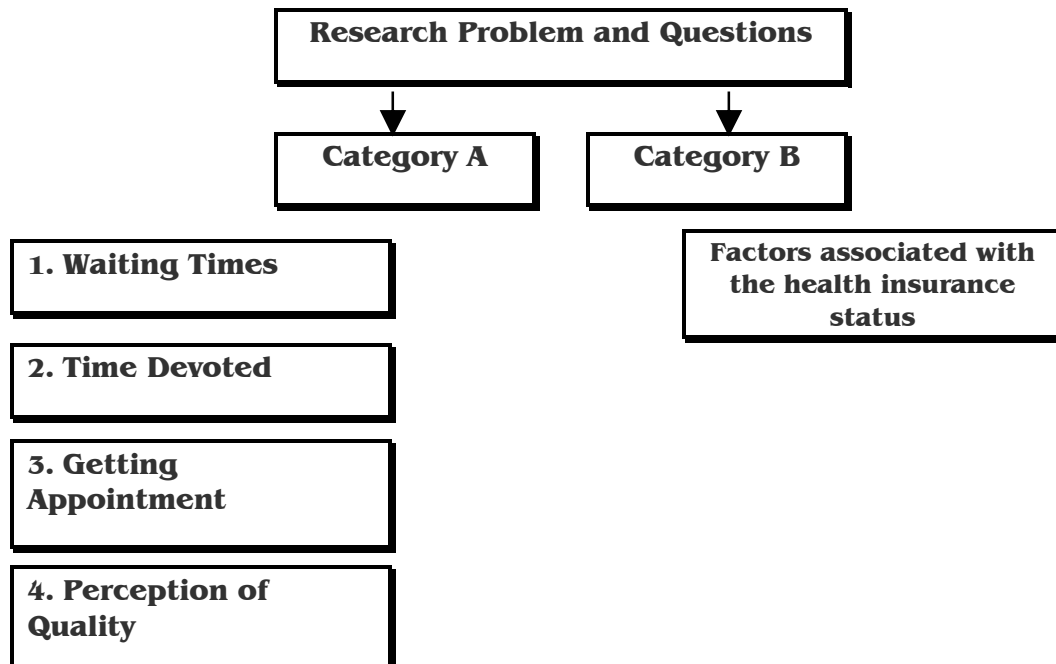 Research Problem and Questions
Category A
Category B
1. Waiting Times
2. Time Devoted
3. Getting
Appointment
4. Perception of
Quality
Factors associated with
the health insurance
status